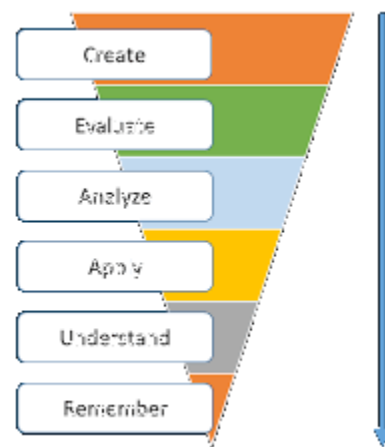 Create
Evaluate
Analyze
Apply
Understand
Remember